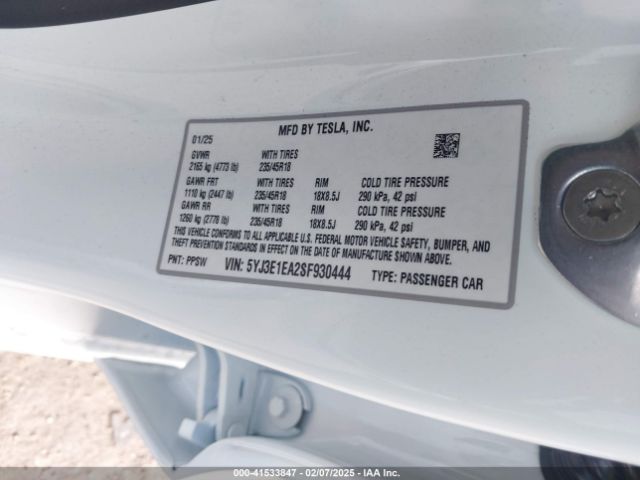 MFD BY TESLA, INC.
01/25
GVWR WITH TIRES
2165 kg (4773 lb) 235/45R18
GAWR FRT WITH TIRES RIM COLD TIRE PRESSURE
1110 kg (2447 lb) 235/45R18 18X8.5J 290 kPa, 42 psi
GAWR RR WITH TIRES RIM COLD TIRE PRESSURE
1260 kg (2778 lb) 235/45R18 18X8.5J 290 kPa, 42 psi
THIS VEHICLE CONFORMS TO ALL APPLICABLE U.S. FEDERAL MOTOR VEHICLE SAFETY, BUMPER, AND
THEFT PREVENTION STANDARDS IN EFFECT ON THE DATE OF MANUFACTURE SHOWN ABOVE.
PNT: PPSW VIN: 5YJ3E1EA2SF930444 TYPE: PASSENGER CAR
000-41533847 - 02/07/2025 - IAA Inc.